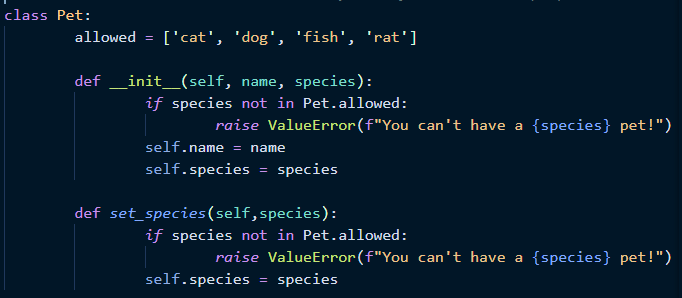 class Pet:
        allowed = ['cat', 'dog', 'fish', 'rat']

        def __init__(self, name, species):
                if species not in Pet.allowed:
                        raise ValueError(f"You can't have a {species} pet!")
                self.name = name
                self.species = species

        def set_species(self,species):
                if species not in Pet.allowed:
                        raise ValueError(f"You can't have a {species} pet!")
                self.species = species